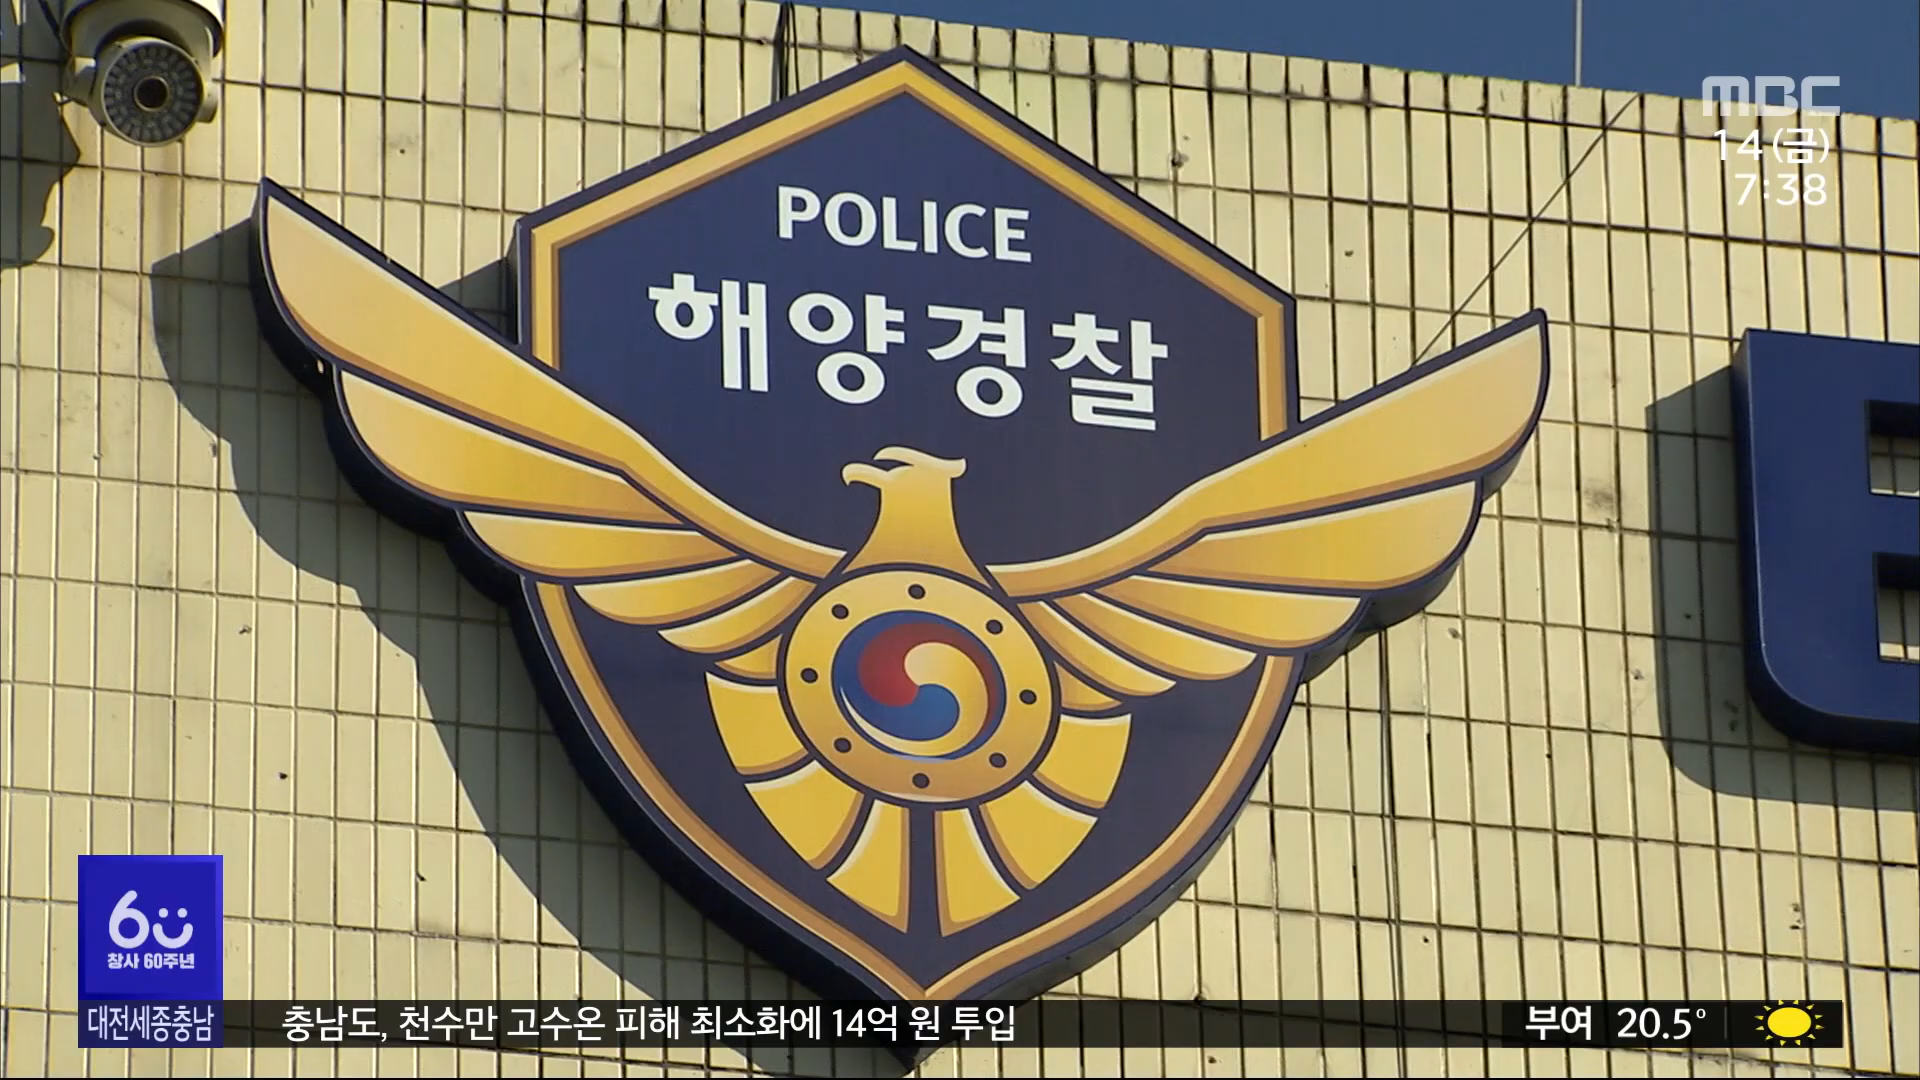 MBC
14(금)
7:38
POLICE
해양경찰
60
창사 60주년
대전세종충남
충남도, 천수만 고수온 피해 최소화에 14억 원 투입
부여 20.5°